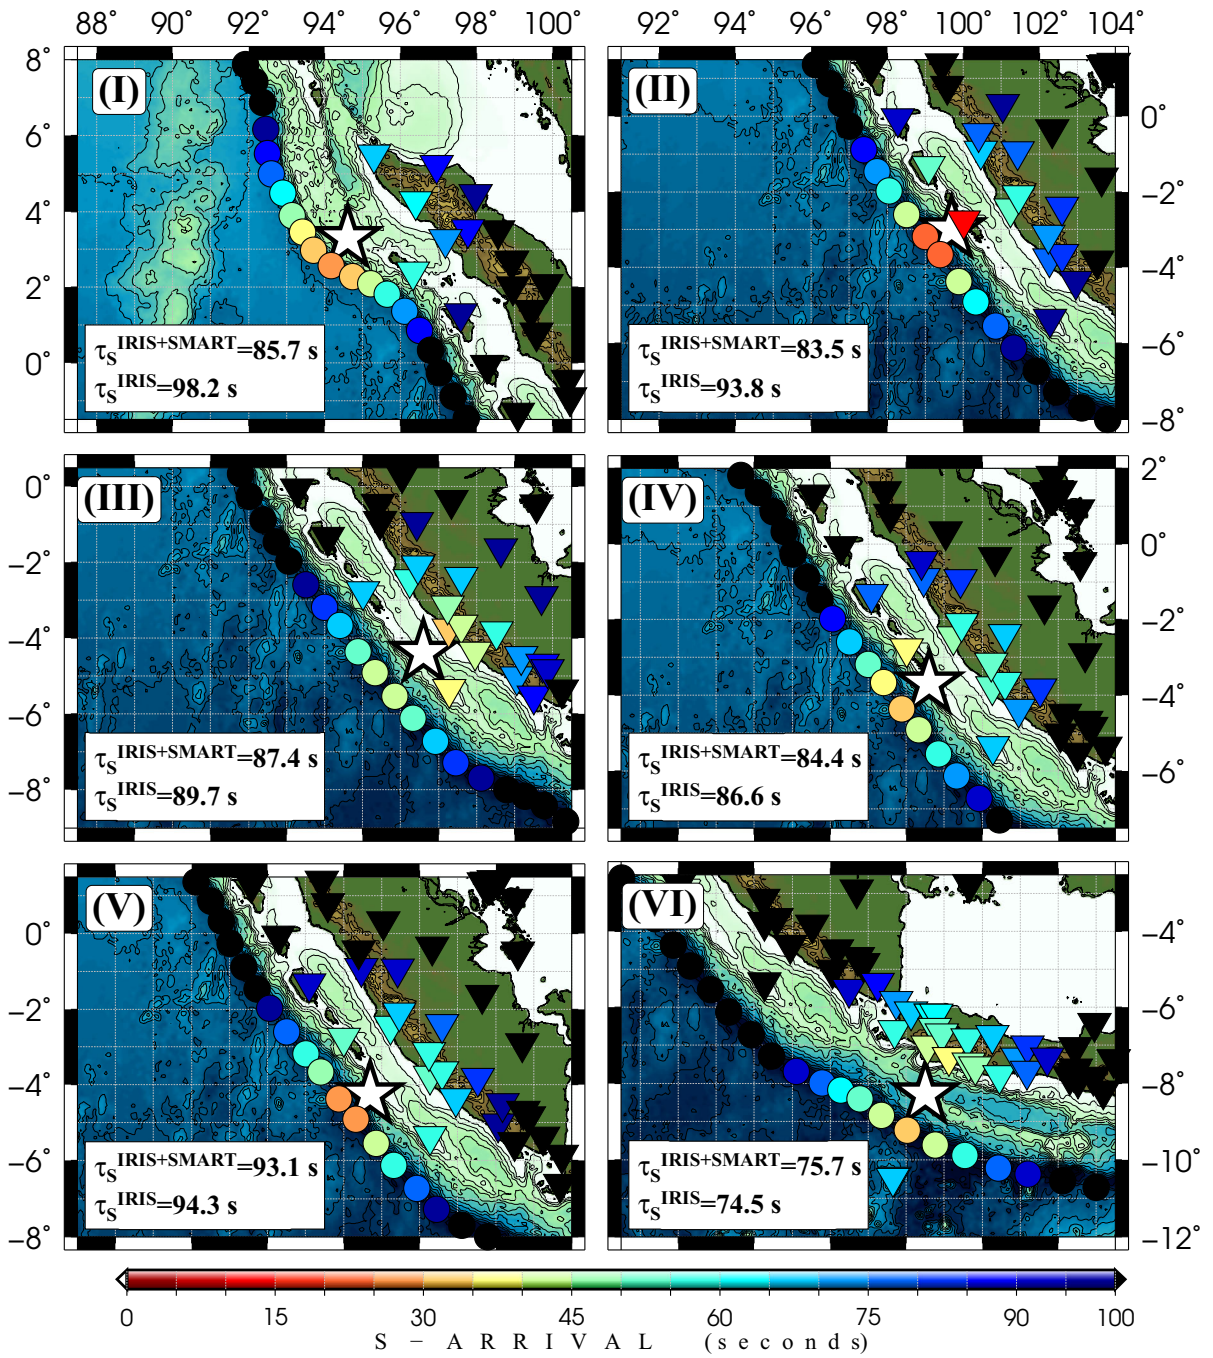 88° 90° 92° 94° 96° 98° 100°
92° 94° 96° 98° 100° 102° 104°
(I)
8°
6°
4°
2°
0°
τS^IRIS+SMART=85.7 s
τS^IRIS=98.2 s
(II)
0°
−2°
−4°
−6°
−8°
τS^IRIS+SMART=83.5 s
τS^IRIS=93.8 s
(III)
0°
−2°
−4°
−6°
−8°
τS^IRIS+SMART=87.4 s
τS^IRIS=89.7 s
(IV)
2°
0°
−2°
−4°
−6°
τS^IRIS+SMART=84.4 s
τS^IRIS=86.6 s
(V)
0°
−2°
−4°
−6°
−8°
τS^IRIS+SMART=93.1 s
τS^IRIS=94.3 s
(VI)
−4°
−6°
−8°
−10°
−12°
τS^IRIS+SMART=75.7 s
τS^IRIS=74.5 s
0 15 30 45 60 75 90 100
S − A R R I V A L (s e c o n d s)